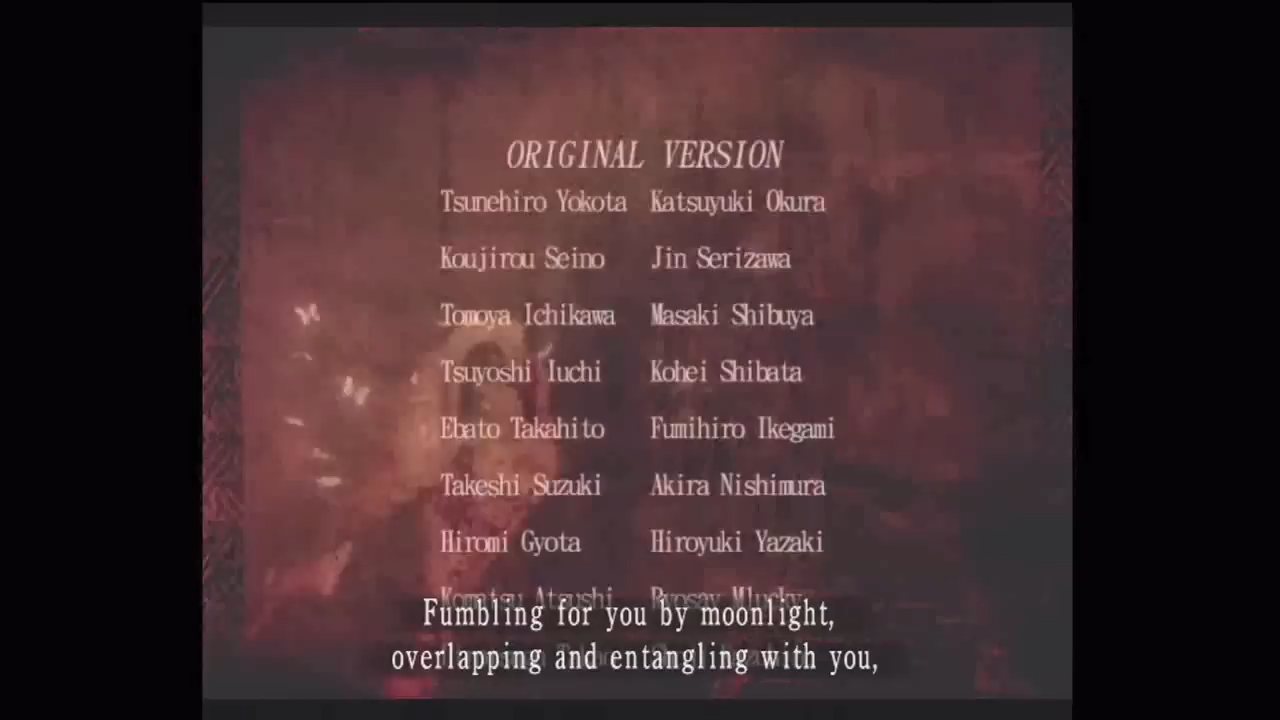 ORIGINAL VERSION
Tsunehiro Yokota Katsuyuki Okura
Koujirou Seino Jin Serizawa
Tomoya Ichikawa Masaki Shibuya
Tsuyoshi Iuchi Kohei Shibata
Ebato Takahito Fumihiro Ikegami
Takeshi Suzuki Akira Nishimura
Hiromi Gyota Hiroyuki Yazaki
Komatsu Atsushi
Fumbling for you by moonlight,
overlapping and entangling with you,